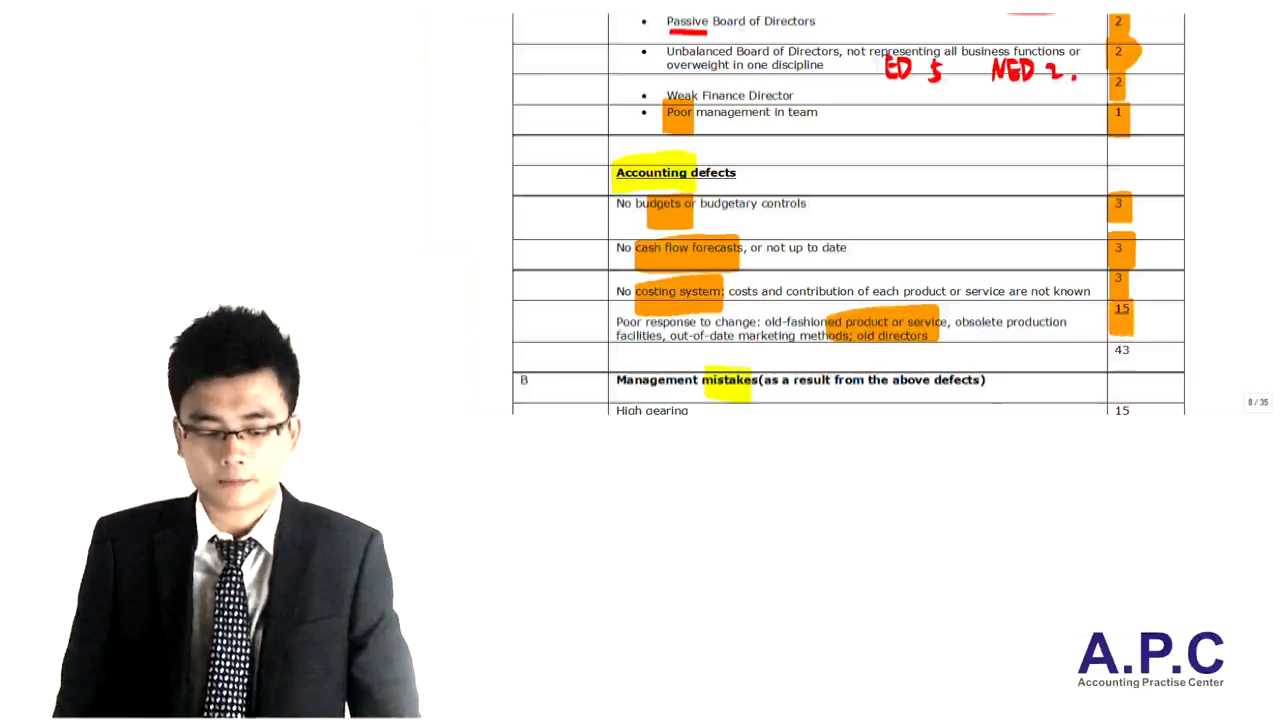 • Passive Board of Directors 2
• Unbalanced Board of Directors, not representing all business functions or 2
overweight in one discipline
ED 5 NED 2.
2
• Weak Finance Director
• Poor management in team 1
Accounting defects
No budgets or budgetary controls 3
No cash flow forecasts, or not up to date 3
3
No costing system: costs and contribution of each product or service are not known
15
Poor response to change: old-fashioned product or service, obsolete production
facilities, out-of-date marketing methods; old directors
43
B Management mistakes(as a result from the above defects)
High gearing 15
8 / 35
A.P.C
Accounting Practise Center